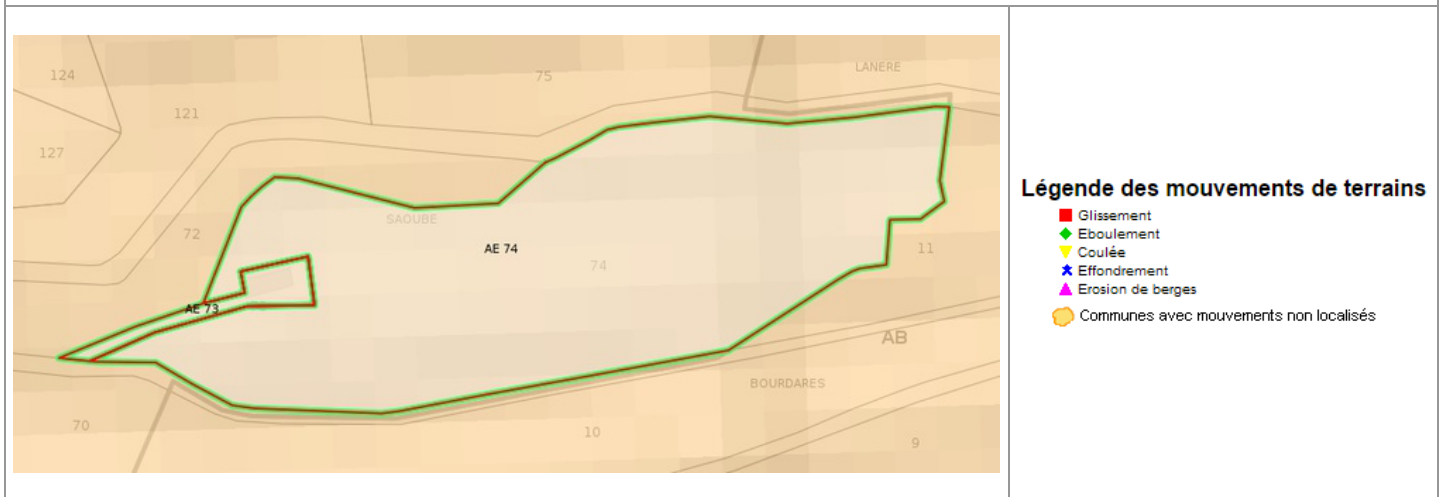 124
75
LANERE
121
127
SAOUBE
72
AE 74
11
74
AE 73
AB
BOURDARES
70
10
9
Légende des mouvements de terrains
Glissement
Eboulement
Coulée
Effondrement
Erosion de berges
Communes avec mouvements non localisés